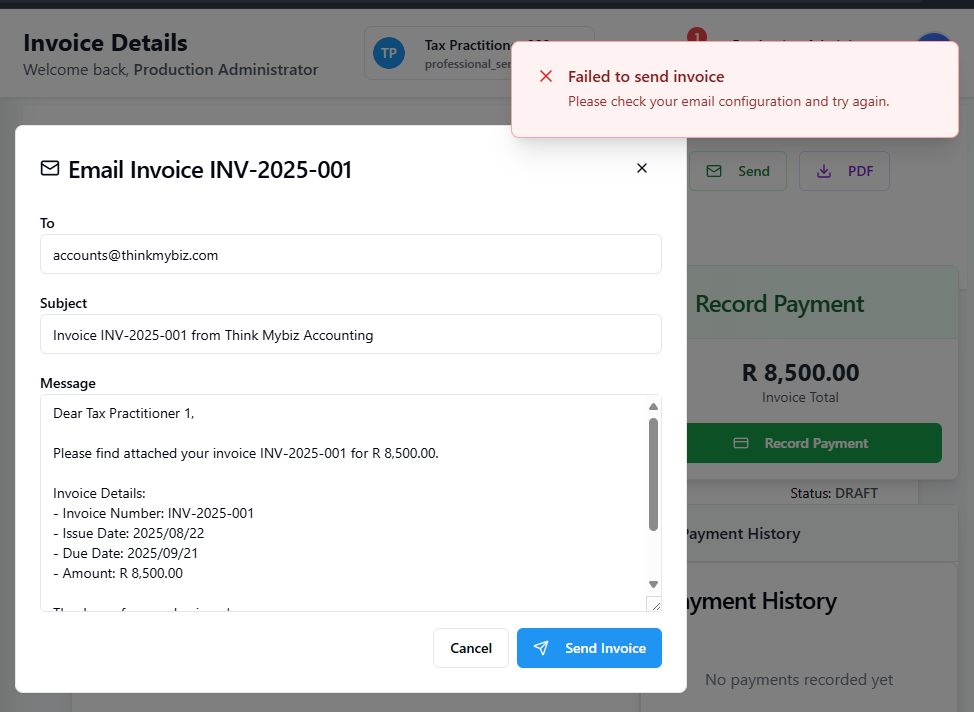 Invoice Details
Welcome back, Production Administrator
TP
Tax Practition
professional_ser
1
Failed to send invoice
Please check your email configuration and try again.
Email Invoice INV-2025-001
Send
PDF
To
accounts@thinkmybiz.com
Subject
Invoice INV-2025-001 from Think Mybiz Accounting
Message
Dear Tax Practitioner 1,
Please find attached your invoice INV-2025-001 for R 8,500.00.
Invoice Details:
- Invoice Number: INV-2025-001
- Issue Date: 2025/08/22
- Due Date: 2025/09/21
- Amount: R 8,500.00
Cancel
Send Invoice
Record Payment
R 8,500.00
Invoice Total
Record Payment
Status: DRAFT
Payment History
yment History
No payments recorded yet